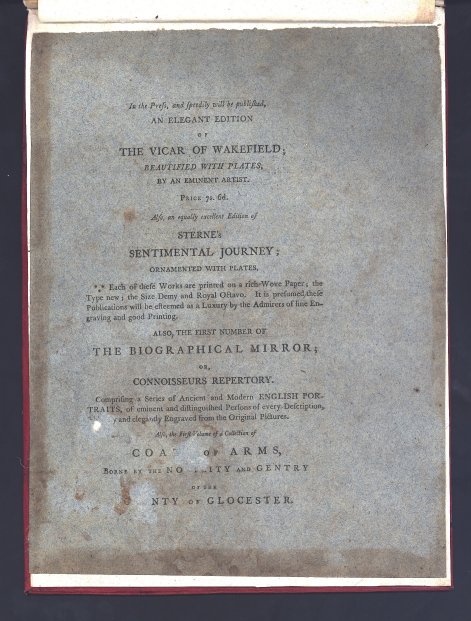 In the Preſs, and ſpeedily will be publiſhed,
AN ELEGANT EDITION
OF
THE VICAR OF WAKEFIELD;
BEAUTIFIED WITH PLATES,
BY AN EMINENT ARTIST.
PRICE 7s. 6d.
Alſo, an equally excellent Edition of
STERNE's
SENTIMENTAL JOURNEY;
ORNAMENTED WITH PLATES.
*** Each of theſe Works are printed on a rich Wove Paper; the
Type new; the Size Demy and Royal Octavo. It is preſumed theſe
Publications will be eſteemed as a Luxury by the Admirers of fine En-
graving and good Printing.
ALSO, THE FIRST NUMBER OF
THE BIOGRAPHICAL MIRROR;
OR,
CONNOISSEURS REPERTORY.
Compriſing a Series of Ancient and Modern ENGLISH POR-
TRAITS, of eminent and diſtinguiſhed Perſons of every Deſcription,
y and elegantly Engraved from the Original Pictures.
Alſo, the Firſt Volume of a Collection of
COA OF ARMS,
BORNE BY THE NO ITY AND GENTRY
OF THE
NTY OF GLOCESTER.